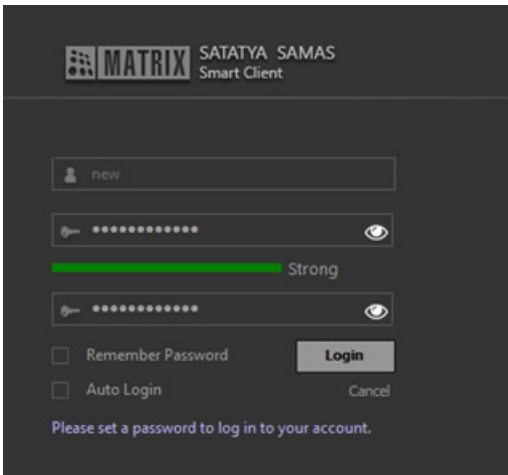 MATRIX SATATYA SAMAS
Smart Client
new
••••••••••••
Strong
••••••••••••
Remember Password
Login
Auto Login
Cancel
Please set a password to log in to your account.